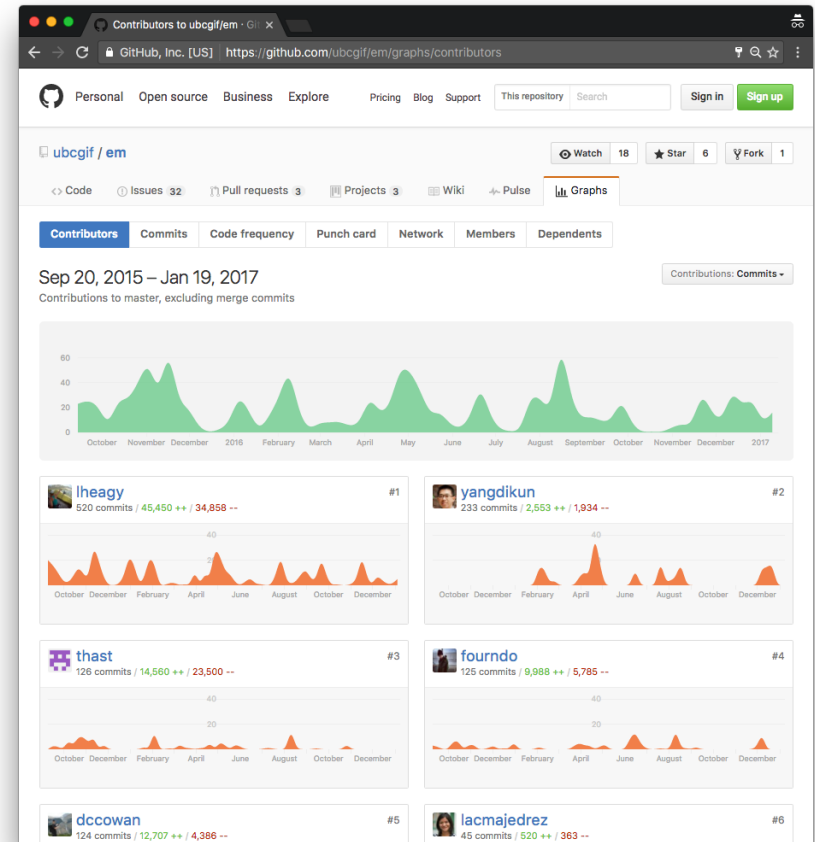 Contributors to ubcgif/em · Git
GitHub, Inc. [US] https://github.com/ubcgif/em/graphs/contributors
Personal Open source Business Explore Pricing Blog Support This repository Search Sign in Sign up
ubcgif / em Watch 18 Star 6 Fork 1
Code Issues 32 Pull requests 3 Projects 3 Wiki Pulse Graphs
Contributors Commits Code frequency Punch card Network Members Dependents
Sep 20, 2015 – Jan 19, 2017 Contributions: Commits
Contributions to master, excluding merge commits
60
40
20
0
October November December 2016 February March April May June July August September October November December 2017
lheagy #1
520 commits / 45,450 ++ / 34,858 --
40
2
October December February April June August October December
yangdikun #2
233 commits / 2,553 ++ / 1,934 --
40
October December February April June August October December
thast #3
126 commits / 14,560 ++ / 23,500 --
40
20
October December February April June August October December
fourndo #4
125 commits / 9,988 ++ / 5,785 --
40
20
October December February April June August October December
dccowan #5
124 commits / 12,707 ++ / 4,386 --
lacmajedrez #6
45 commits / 520 ++ / 363 --